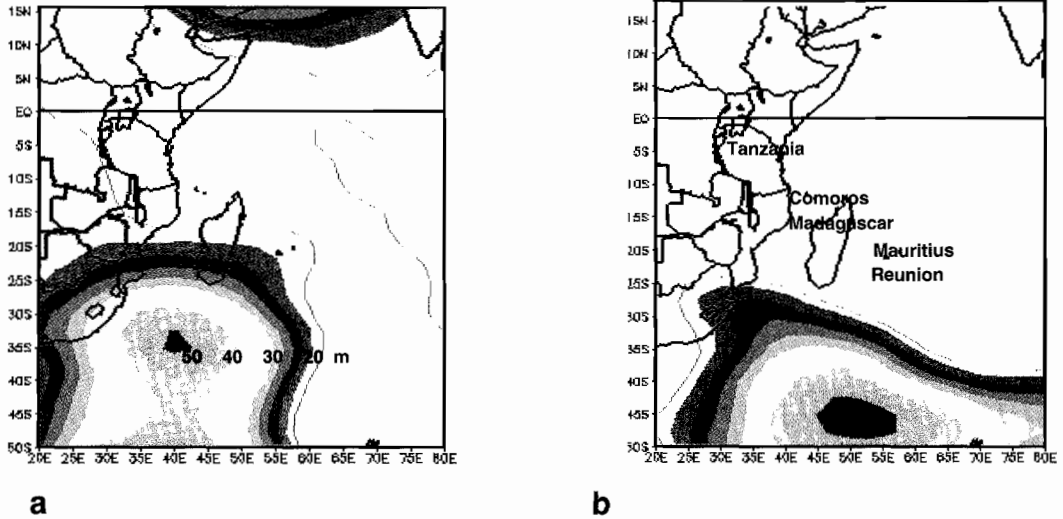 15N
10N
5N
EQ
5S
10S
15S
20S
25S
30S
35S
40S
45S
50S
50 40 30 20 m
20E 25E 30E 35E 40E 45E 50E 55E 60E 65E 70E 75E 80E
a
15N
10N
5N
EQ
5S
10S
15S
20S
25S
30S
35S
40S
45S
50S
Tanzania
Comoros
Madagascar
Mauritius
Reunion
20E 25E 30E 35E 40E 45E 50E 55E 60E 65E 70E 75E 80E
b